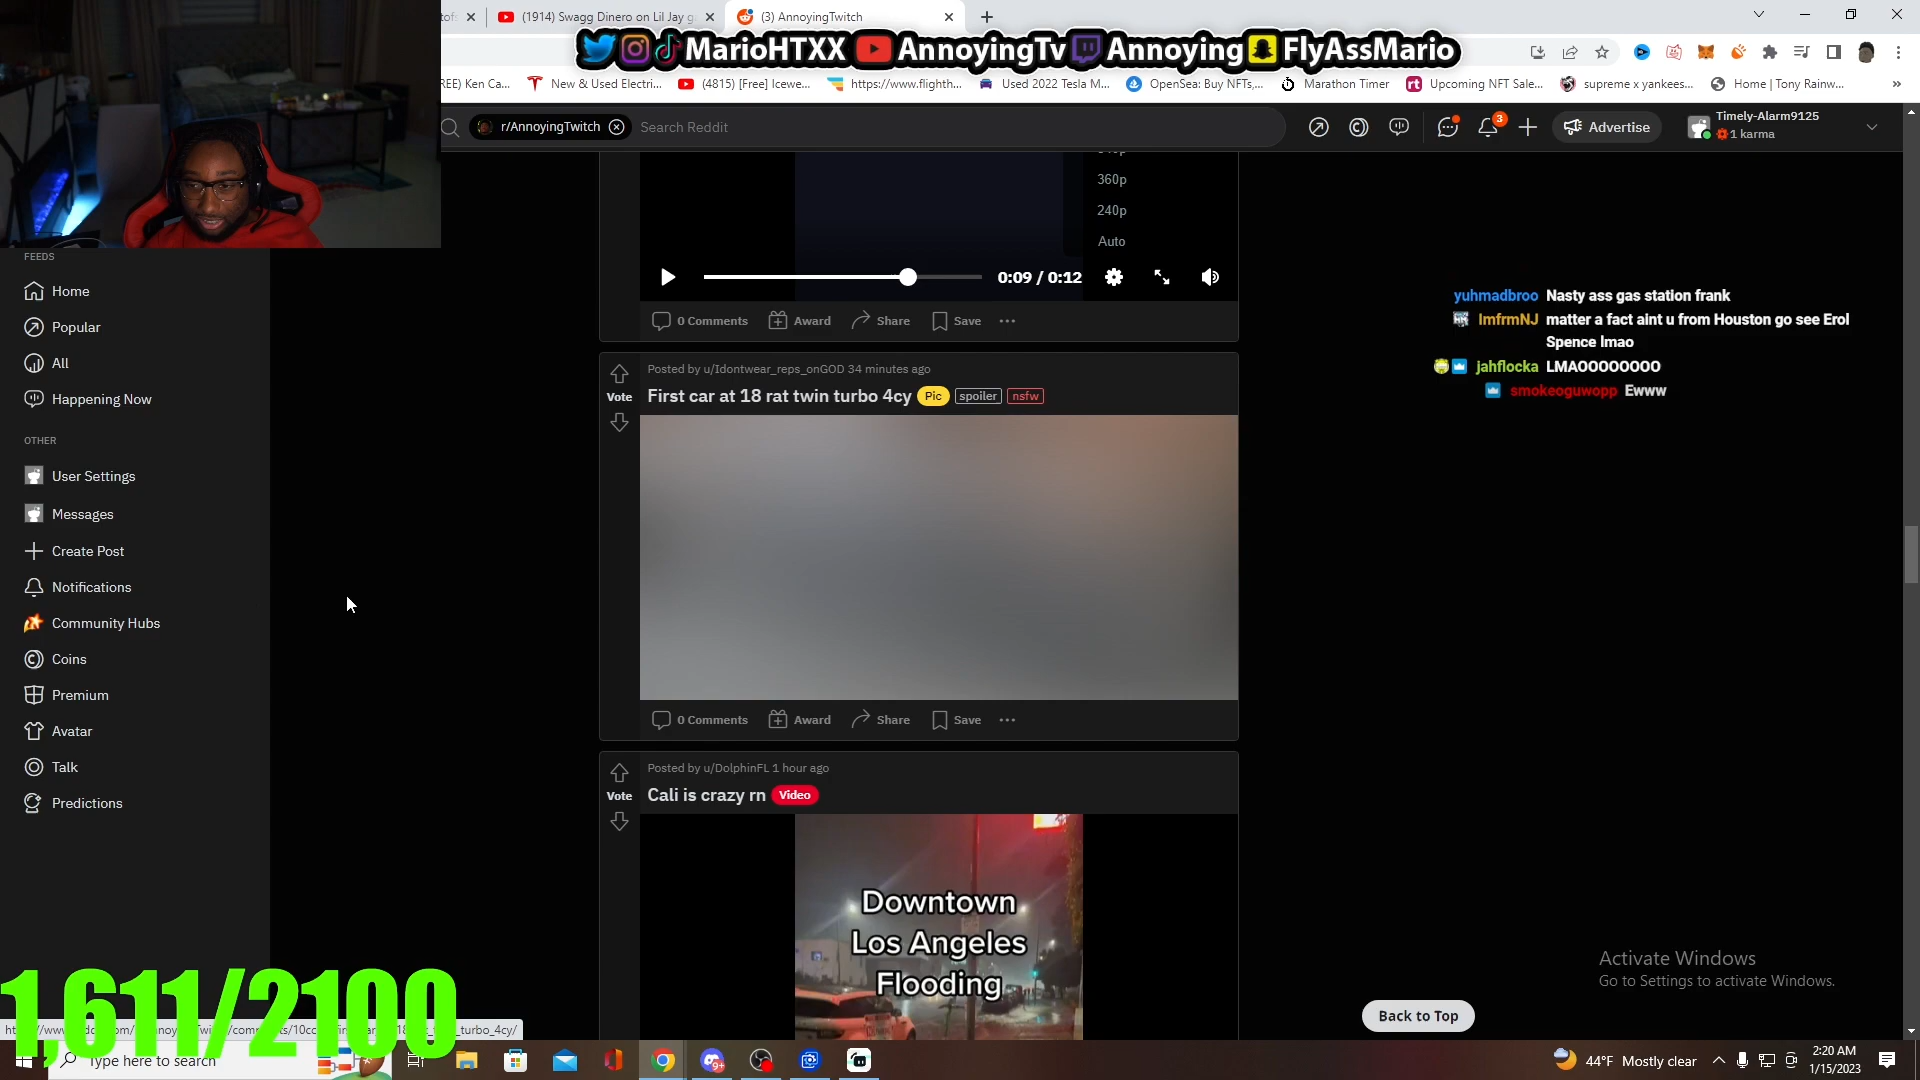 (1914) Swagg Dinero on Lil Jay g
(3) AnnoyingTwitch
MarioHTXX AnnoyingTv Annoying FlyAssMario
REE) Ken Ca...
New & Used Electri...
(4815) [Free] Icewe...
https://www.flighth...
Used 2022 Tesla M...
OpenSea: Buy NFTs,...
Marathon Timer
Upcoming NFT Sale...
supreme x yankees...
Home | Tony Rainw...
r/AnnoyingTwitch
Search Reddit
3
Advertise
Timely-Alarm9125
1 karma
FEEDS
Home
Popular
All
Happening Now
OTHER
User Settings
Messages
Create Post
Notifications
Community Hubs
Coins
Premium
Avatar
Talk
Predictions
360p
240p
Auto
0:09 / 0:12
0 Comments Award Share Save
Posted by u/Idontwear_reps_onGOD 34 minutes ago
Vote
First car at 18 rat twin turbo 4cy Pic spoiler nsfw
0 Comments Award Share Save
Posted by u/DolphinFL 1 hour ago
Vote
Cali is crazy rn Video
Downtown
Los Angeles
Flooding
yuhmadbroo Nasty ass gas station frank
ImfrmNJ matter a fact aint u from Houston go see Erol
Spence lmao
jahflocka LMAOOOOOOOO
smokeoguwopp Ewww
Activate Windows
Go to Settings to activate Windows.
Back to Top
1,611/2100
Type here to search
9+
44°F Mostly clear
2:20 AM
1/15/2023